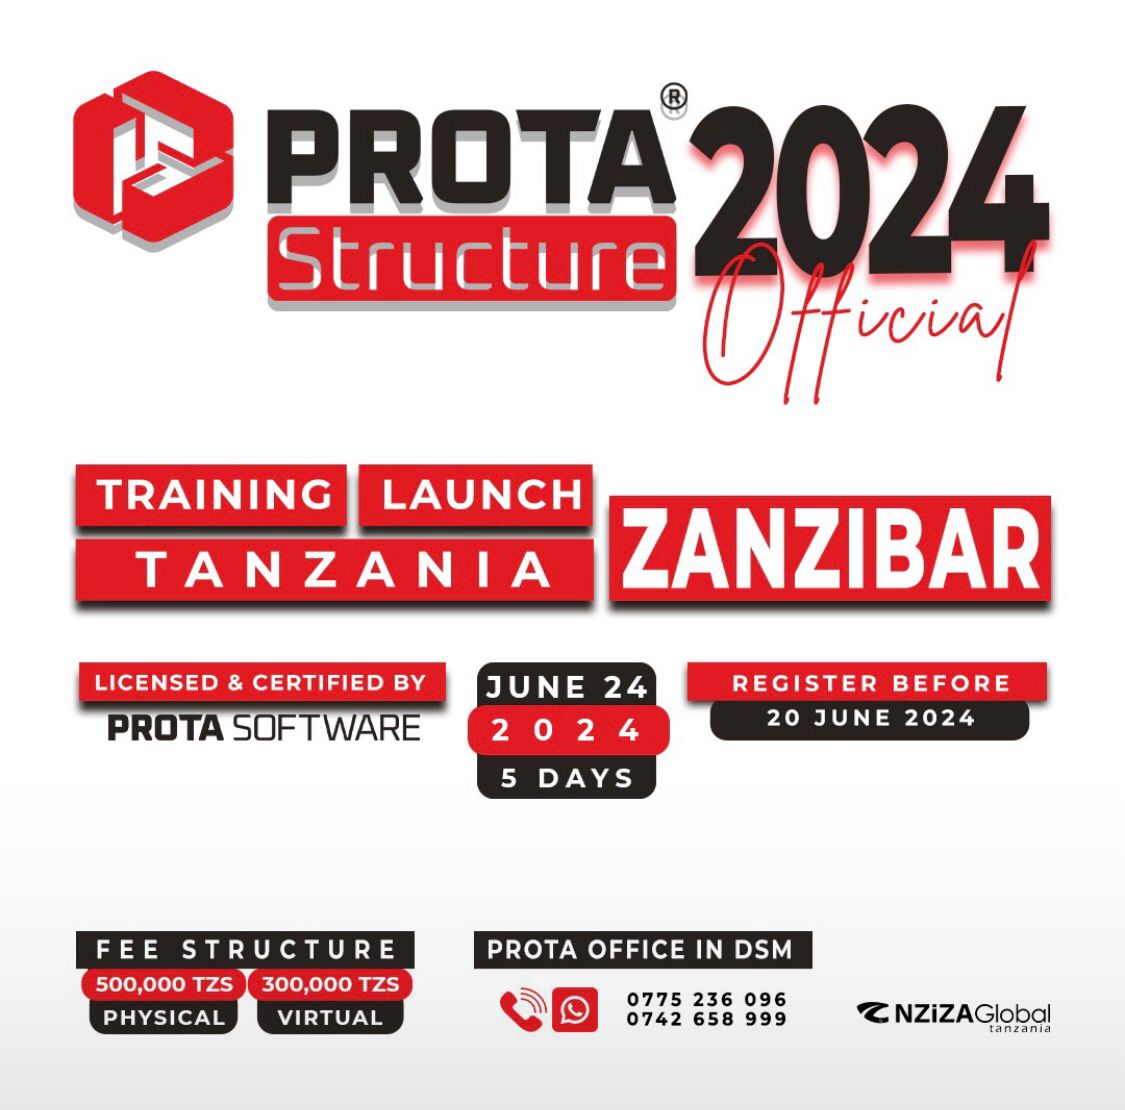 PROTA®
Structure
2024
Official
TRAINING LAUNCH
TANZANIA
ZANZIBAR
LICENSED & CERTIFIED BY
PROTA SOFTWARE
JUNE 24
2024
5 DAYS
REGISTER BEFORE
20 JUNE 2024
FEE STRUCTURE
500,000 TZS
PHYSICAL
300,000 TZS
VIRTUAL
PROTA OFFICE IN DSM
0775 236 096
0742 658 999
NZiZAGlobal
tanzania